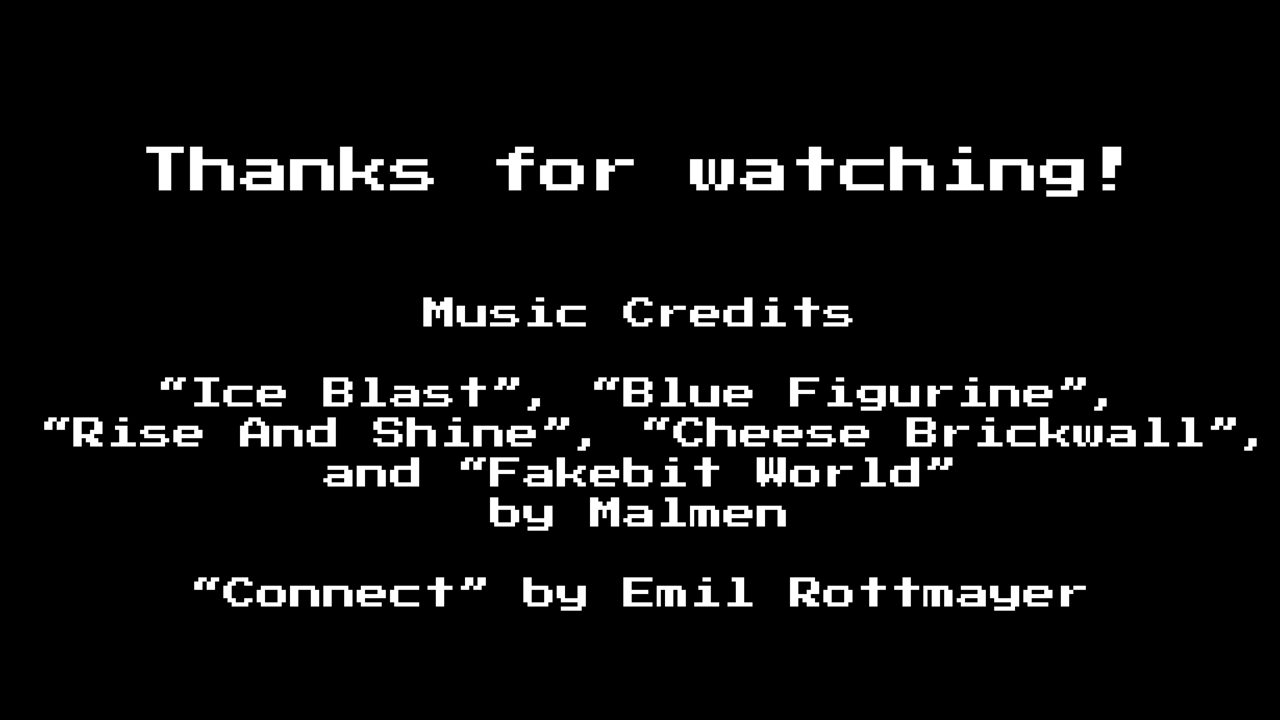 Thanks for watching!
Music Credits
“Ice Blast”, “Blue Figurine”,
“Rise And Shine”, “Cheese Brickwall”,
and “Fakebit World”
by Malmen
“Connect” by Emil Rottmayer